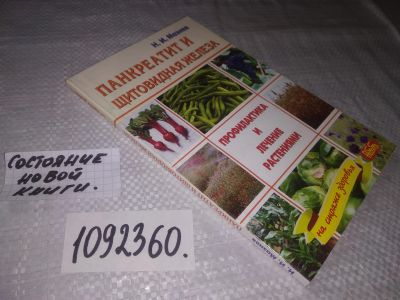 Н. И. Мазнев
ПАНКРЕАТИТ И
ЩИТОВИДНАЯ ЖЕЛЕЗА
ПРОФИЛАКТИКА
И
ЛЕЧЕНИЕ
РАСТЕНИЯМИ
на страже здоровья
СОСТОЯНИЕ
НОВОЙ
КНИГИ.
1092360.